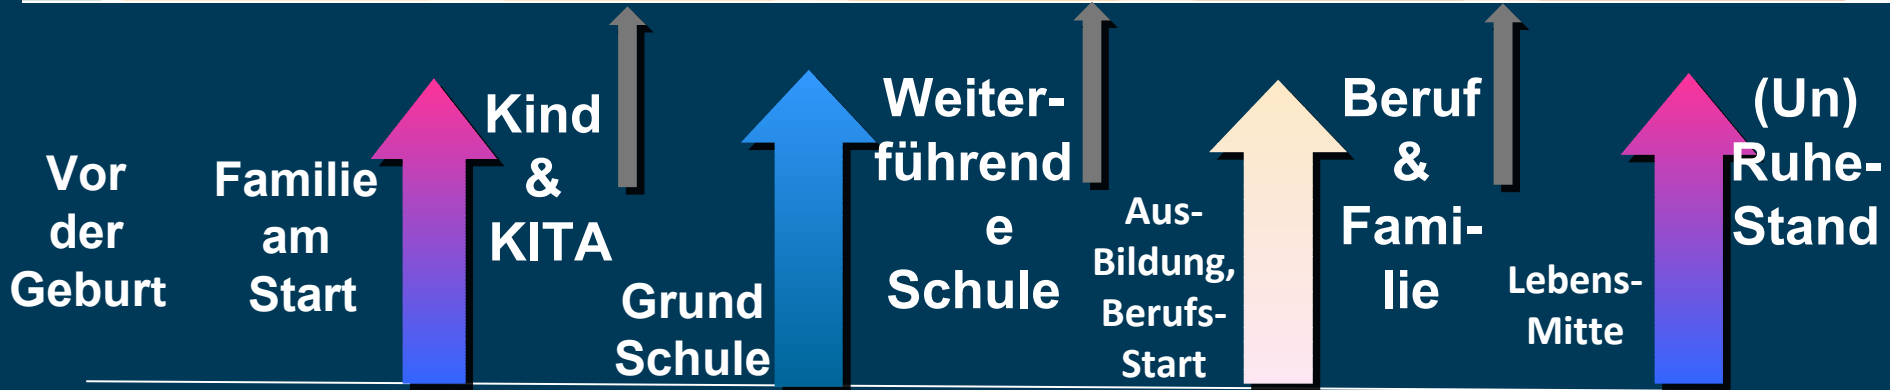 Vor
der
Geburt
Familie
am
Start
Kind
&
KITA
Grund
Schule
Weiter-
führend
e
Schule
Aus-
Bildung,
Berufs-
Start
Beruf
&
Fami-
lie
Lebens-
Mitte
(Un)
Ruhe-
Stand